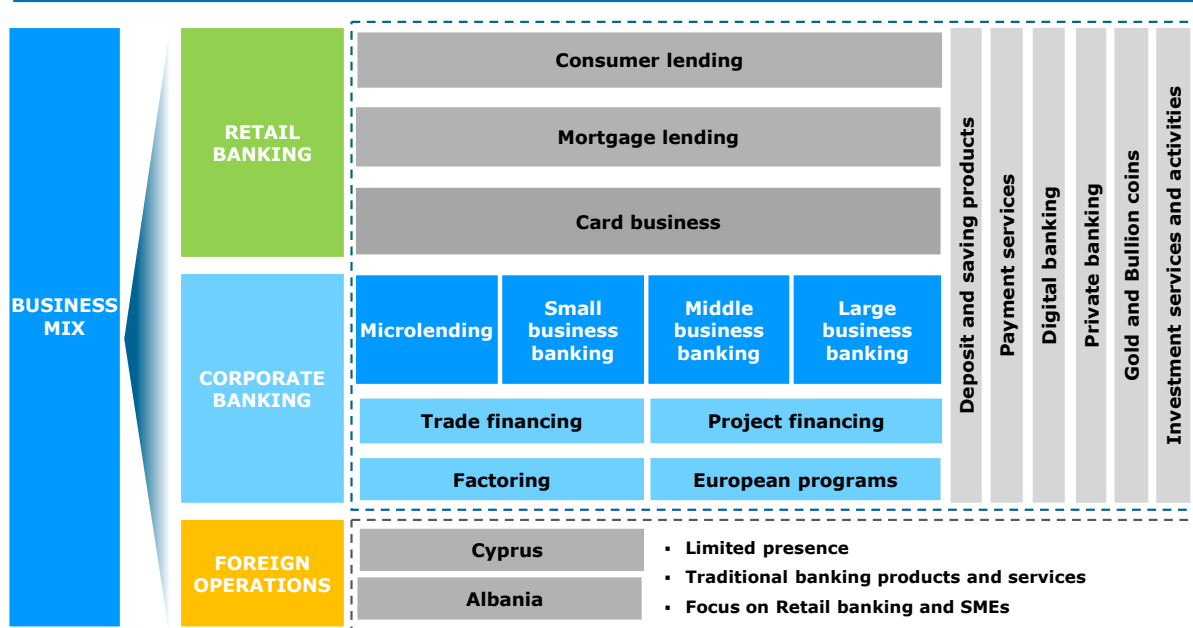 BUSINESS
MIX
RETAIL
BANKING
Consumer lending
Mortgage lending
Card business
CORPORATE
BANKING
Microlending
Small
business
banking
Middle
business
banking
Large
business
banking
Trade financing
Project financing
Factoring
European programs
Deposit and saving products
Payment services
Digital banking
Private banking
Gold and Bullion coins
Investment services and activities
FOREIGN
OPERATIONS
Cyprus
Albania
▪ Limited presence
▪ Traditional banking products and services
▪ Focus on Retail banking and SMEs